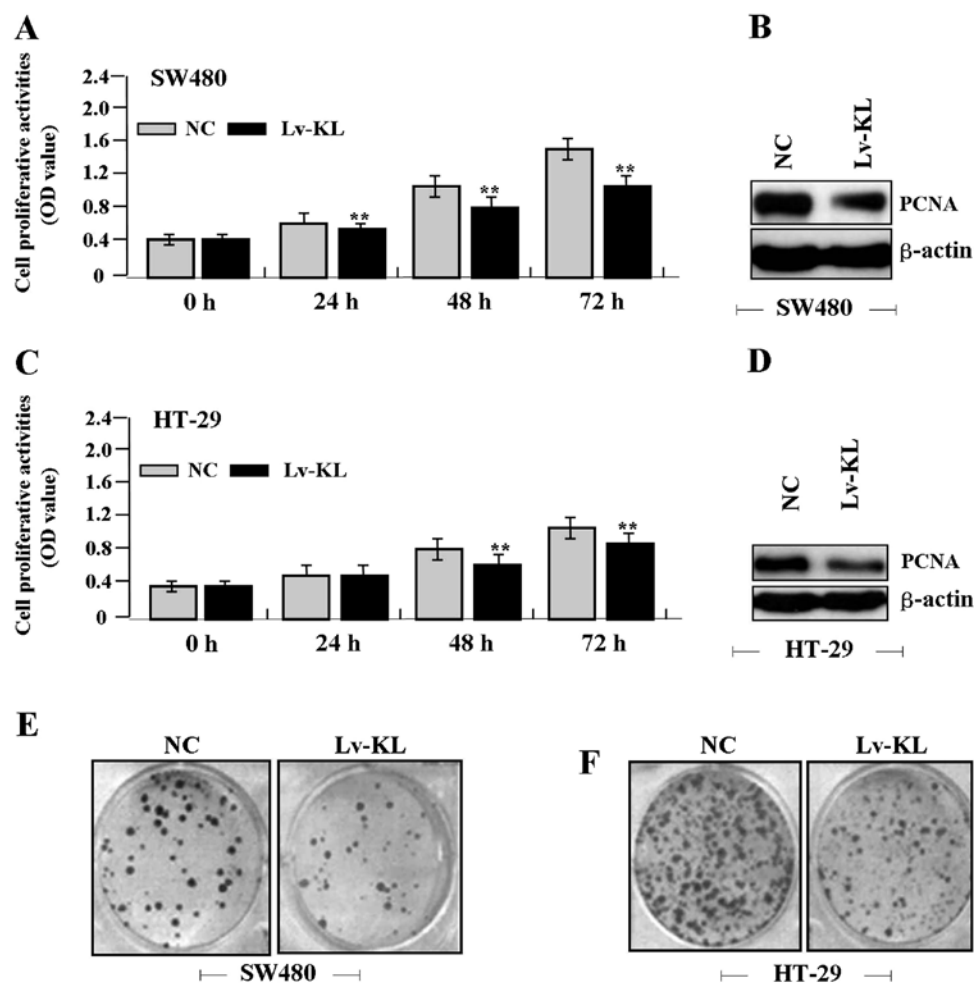 A
Cell proliferative activities
(OD value)
2.4
2.0
1.6
1.2
0.8
0.4
0
SW480
NC Lv-KL
** ** **
0 h 24 h 48 h 72 h
B
NC Lv-KL
PCNA
β-actin
SW480
C
Cell proliferative activities
(OD value)
2.4
2.0
1.6
1.2
0.8
0.4
0
HT-29
NC Lv-KL
** **
0 h 24 h 48 h 72 h
D
NC Lv-KL
PCNA
β-actin
HT-29
E
NC Lv-KL
SW480
F
NC Lv-KL
HT-29